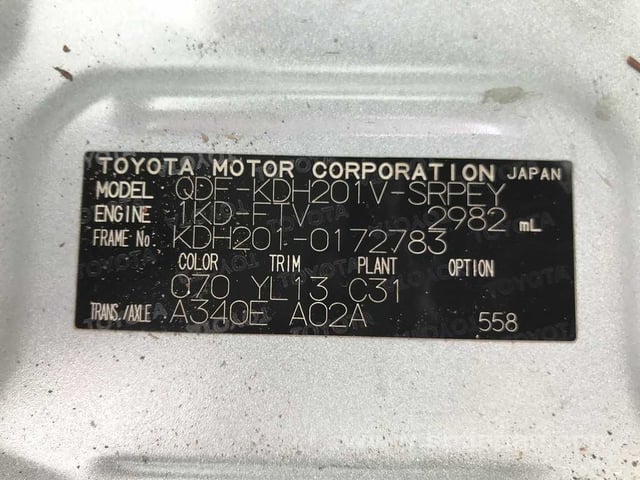 TOYOTA MOTOR CORPORATION JAPAN
MODEL QDF-KDH201V-SRPEY
ENGINE 1KD-FTV 2982 mL
FRAME No. KDH201-0172783
COLOR TRIM PLANT OPTION
C70 YL13 C31
TRANS./AXLE A340E A02A 558